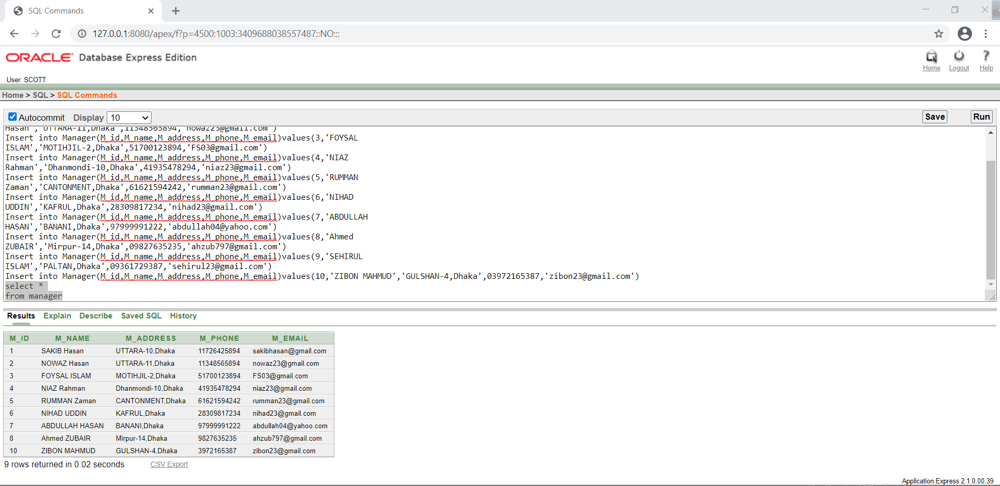 SQL Commands
127.0.0.1:8080/apex/f?p=4500:1003:3409688038557487::NO:::
ORACLE Database Express Edition
Home Logout Help
User: SCOTT
Home > SQL > SQL Commands
Autocommit Display 10 Save Run
Hasan','UTTARA-11,Dhaka',11348565894,'nowaz23@gmail.com')
Insert into Manager(M_id,M_name,M_address,M_phone,M_email)values(3,'FOYSAL
ISLAM','MOTIHJIL-2,Dhaka',51700123894,'FS03@gmail.com')
Insert into Manager(M_id,M_name,M_address,M_phone,M_email)values(4,'NIAZ
Rahman','Dhanmondi-10,Dhaka',41935478294,'niaz23@gmail.com')
Insert into Manager(M_id,M_name,M_address,M_phone,M_email)values(5,'RUMMAN
Zaman','CANTONMENT,Dhaka',61621594242,'rumman23@gmail.com')
Insert into Manager(M_id,M_name,M_address,M_phone,M_email)values(6,'NIHAD
UDDIN','KAFRUL,Dhaka',28309817234,'nihad23@gmail.com')
Insert into Manager(M_id,M_name,M_address,M_phone,M_email)values(7,'ABDULLAH
HASAN','BANANI,Dhaka',97999991222,'abdullah04@yahoo.com')
Insert into Manager(M_id,M_name,M_address,M_phone,M_email)values(8,'Ahmed
ZUBAIR','Mirpur-14,Dhaka',09827635235,'ahzub797@gmail.com')
Insert into Manager(M_id,M_name,M_address,M_phone,M_email)values(9,'SEHIRUL
ISLAM','PALTAN,Dhaka',09361729387,'sehirul23@gmail.com')
Insert into Manager(M_id,M_name,M_address,M_phone,M_email)values(10,'ZIBON MAHMUD','GULSHAN-4,Dhaka',03972165387,'zibon23@gmail.com')
select *
from manager
Results Explain Describe Saved SQL History
M_ID M_NAME M_ADDRESS M_PHONE M_EMAIL
1 SAKIB Hasan UTTARA-10,Dhaka 11726425894 sakibhasan@gmail.com
2 NOWAZ Hasan UTTARA-11,Dhaka 11348565894 nowaz23@gmail.com
3 FOYSAL ISLAM MOTIHJIL-2,Dhaka 51700123894 FS03@gmail.com
4 NIAZ Rahman Dhanmondi-10,Dhaka 41935478294 niaz23@gmail.com
5 RUMMAN Zaman CANTONMENT,Dhaka 61621594242 rumman23@gmail.com
6 NIHAD UDDIN KAFRUL,Dhaka 28309817234 nihad23@gmail.com
7 ABDULLAH HASAN BANANI,Dhaka 97999991222 abdullah04@yahoo.com
8 Ahmed ZUBAIR Mirpur-14,Dhaka 9827635235 ahzub797@gmail.com
10 ZIBON MAHMUD GULSHAN-4,Dhaka 3972165387 zibon23@gmail.com
9 rows returned in 0.02 seconds CSV Export
Application Express 2.1.0.00.39